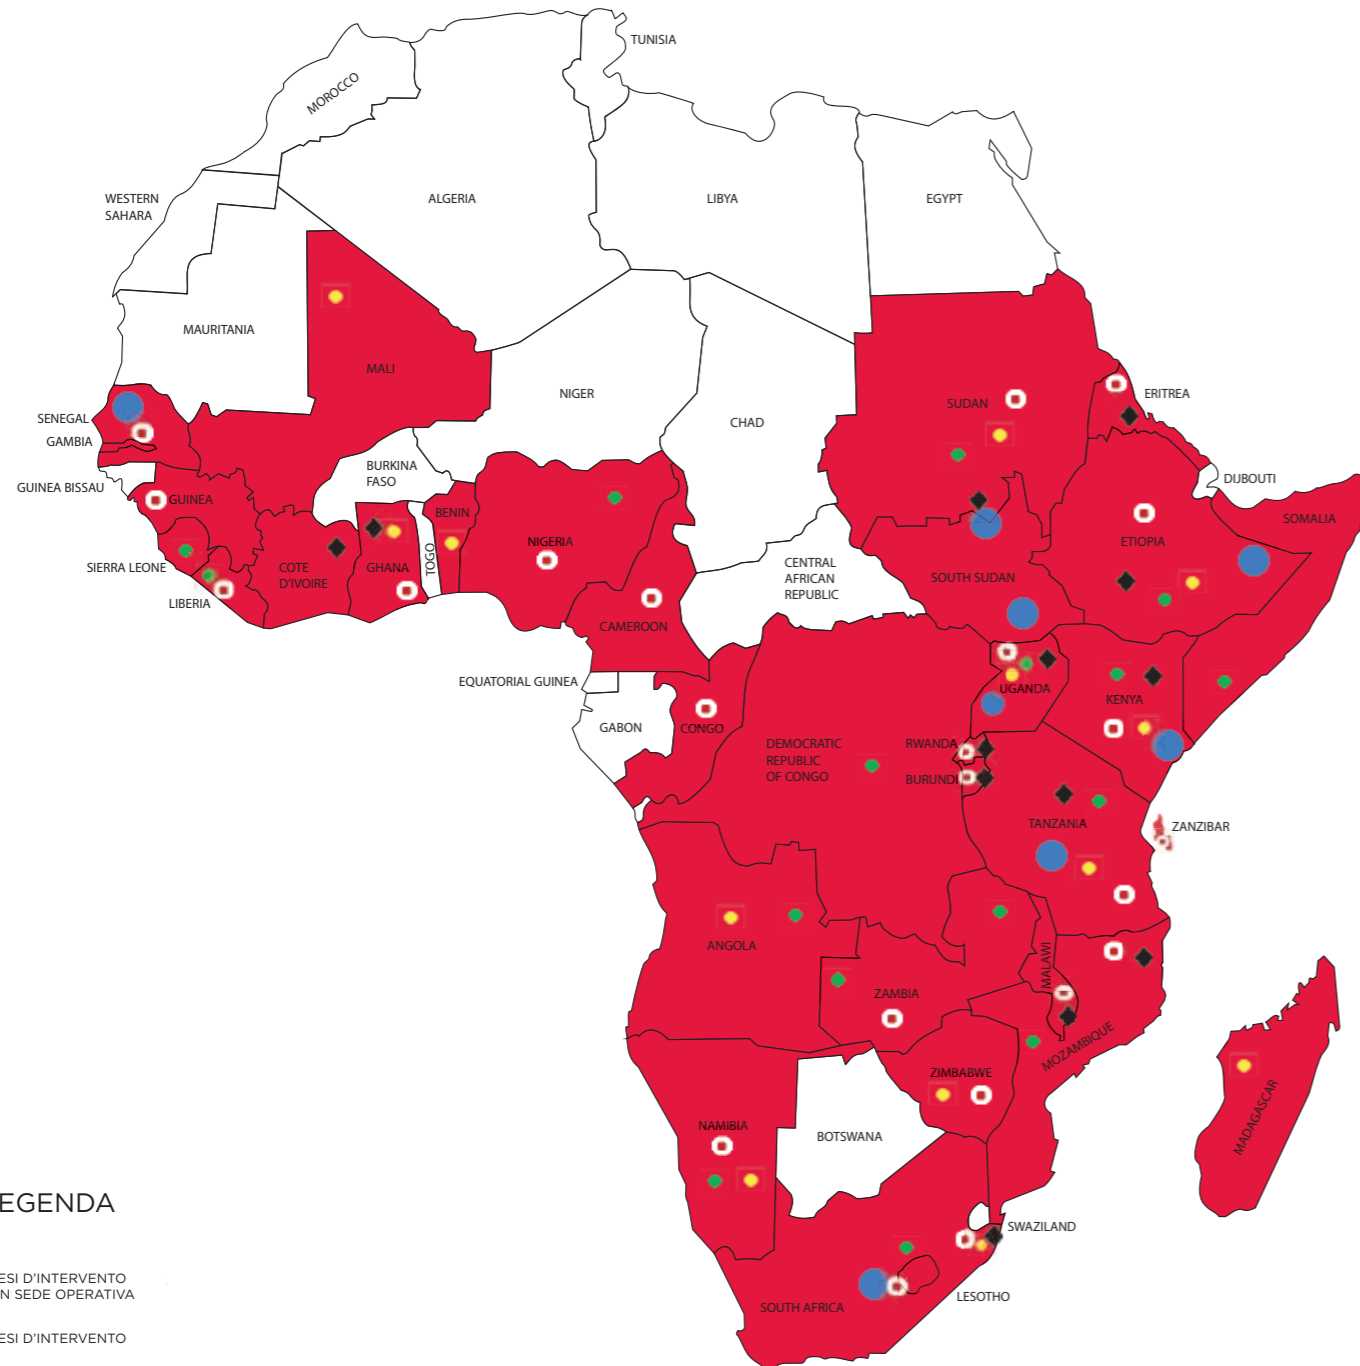 TUNISIA
MOROCCO
WESTERN
SAHARA
ALGERIA
LIBYA
EGYPT
MAURITANIA
MALI
NIGER
CHAD
SUDAN
ERITREA
SENEGAL
GAMBIA
GUINEA BISSAU
GUINEA
BURKINA
FASO
BENIN
DIJBOUTI
SOMALIA
SIERRA LEONE
LIBERIA
COTE
D'IVOIRE
GHANA
TOGO
NIGERIA
CENTRAL
AFRICAN
REPUBLIC
SOUTH SUDAN
ETIOPIA
CAMEROON
EQUATORIAL GUINEA
GABON
CONGO
UGANDA
KENYA
DEMOCRATIC
REPUBLIC
OF CONGO
RWANDA
BURUNDI
TANZANIA
ZANZIBAR
ANGOLA
ZAMBIA
MALAWI
MOZAMBIQUE
ZIMBABWE
MADAGASCAR
NAMIBIA
BOTSWANA
SWAZILAND
SOUTH AFRICA
LESOTHO
EGENDA
ESI D'INTERVENTO
N SEDE OPERATIVA
ESI D'INTERVENTO